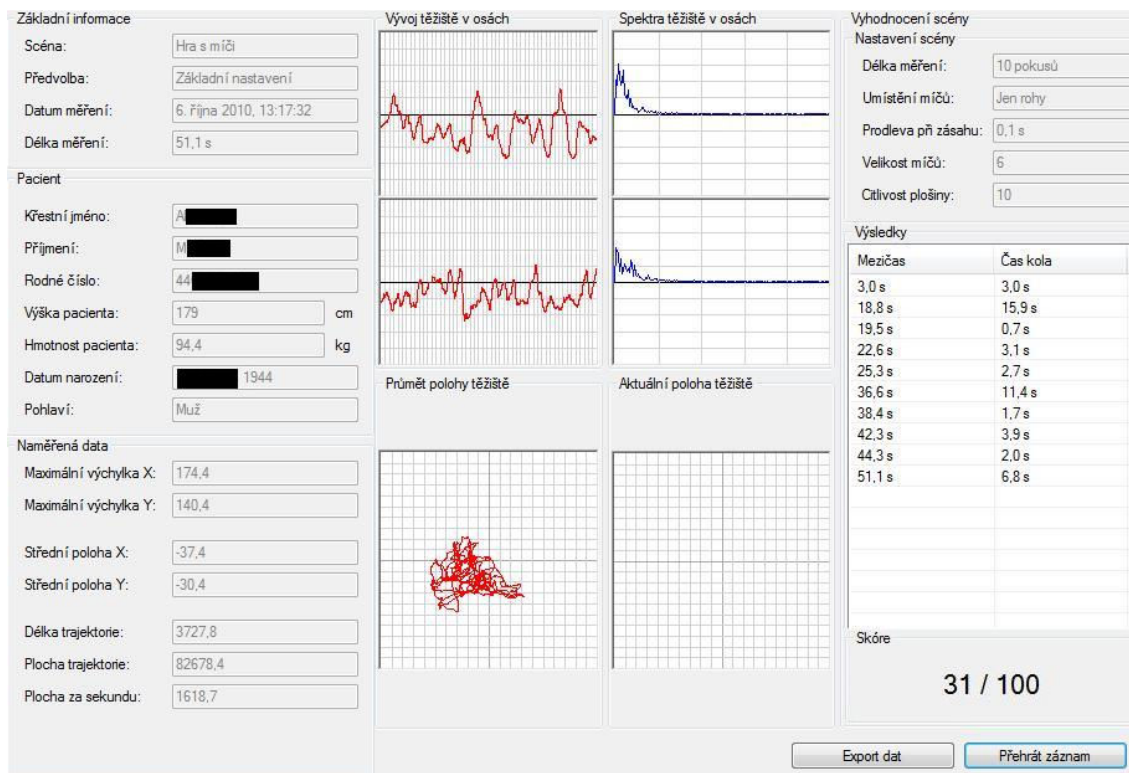 Základní informace
Scéna: Hra s míči
Předvolba: Základní nastavení
Datum měření: 6. října 2010, 13:17:32
Délka měření: 51,1 s
Pacient
Křestní jméno: A
Příjmení: M
Rodné číslo: 44
Výška pacienta: 179 cm
Hmotnost pacienta: 94,4 kg
Datum narození: 1944
Pohlaví: Muž
Naměřená data
Maximální výchylka X: 174,4
Maximální výchylka Y: 140,4
Střední poloha X: -37,4
Střední poloha Y: -30,4
Délka trajektorie: 3727,8
Plocha trajektorie: 82678,4
Plocha za sekundu: 1618,7
Vývoj těžiště v osách
Spektra těžiště v osách
Průmět polohy těžiště
Aktuální poloha těžiště
Vyhodnocení scény
Nastavení scény
Délka měření: 10 pokusů
Umístění míčů: Jen rohy
Prodleva při zásahu: 0,1 s
Velikost míčů: 6
Citlivost plošiny: 10
Výsledky
Mezičas Čas kola
3,0 s 3,0 s
18,8 s 15,9 s
19,5 s 0,7 s
22,6 s 3,1 s
25,3 s 2,7 s
36,6 s 11,4 s
38,4 s 1,7 s
42,3 s 3,9 s
44,3 s 2,0 s
51,1 s 6,8 s
Skóre
31 / 100
Export dat
Přehrát záznam